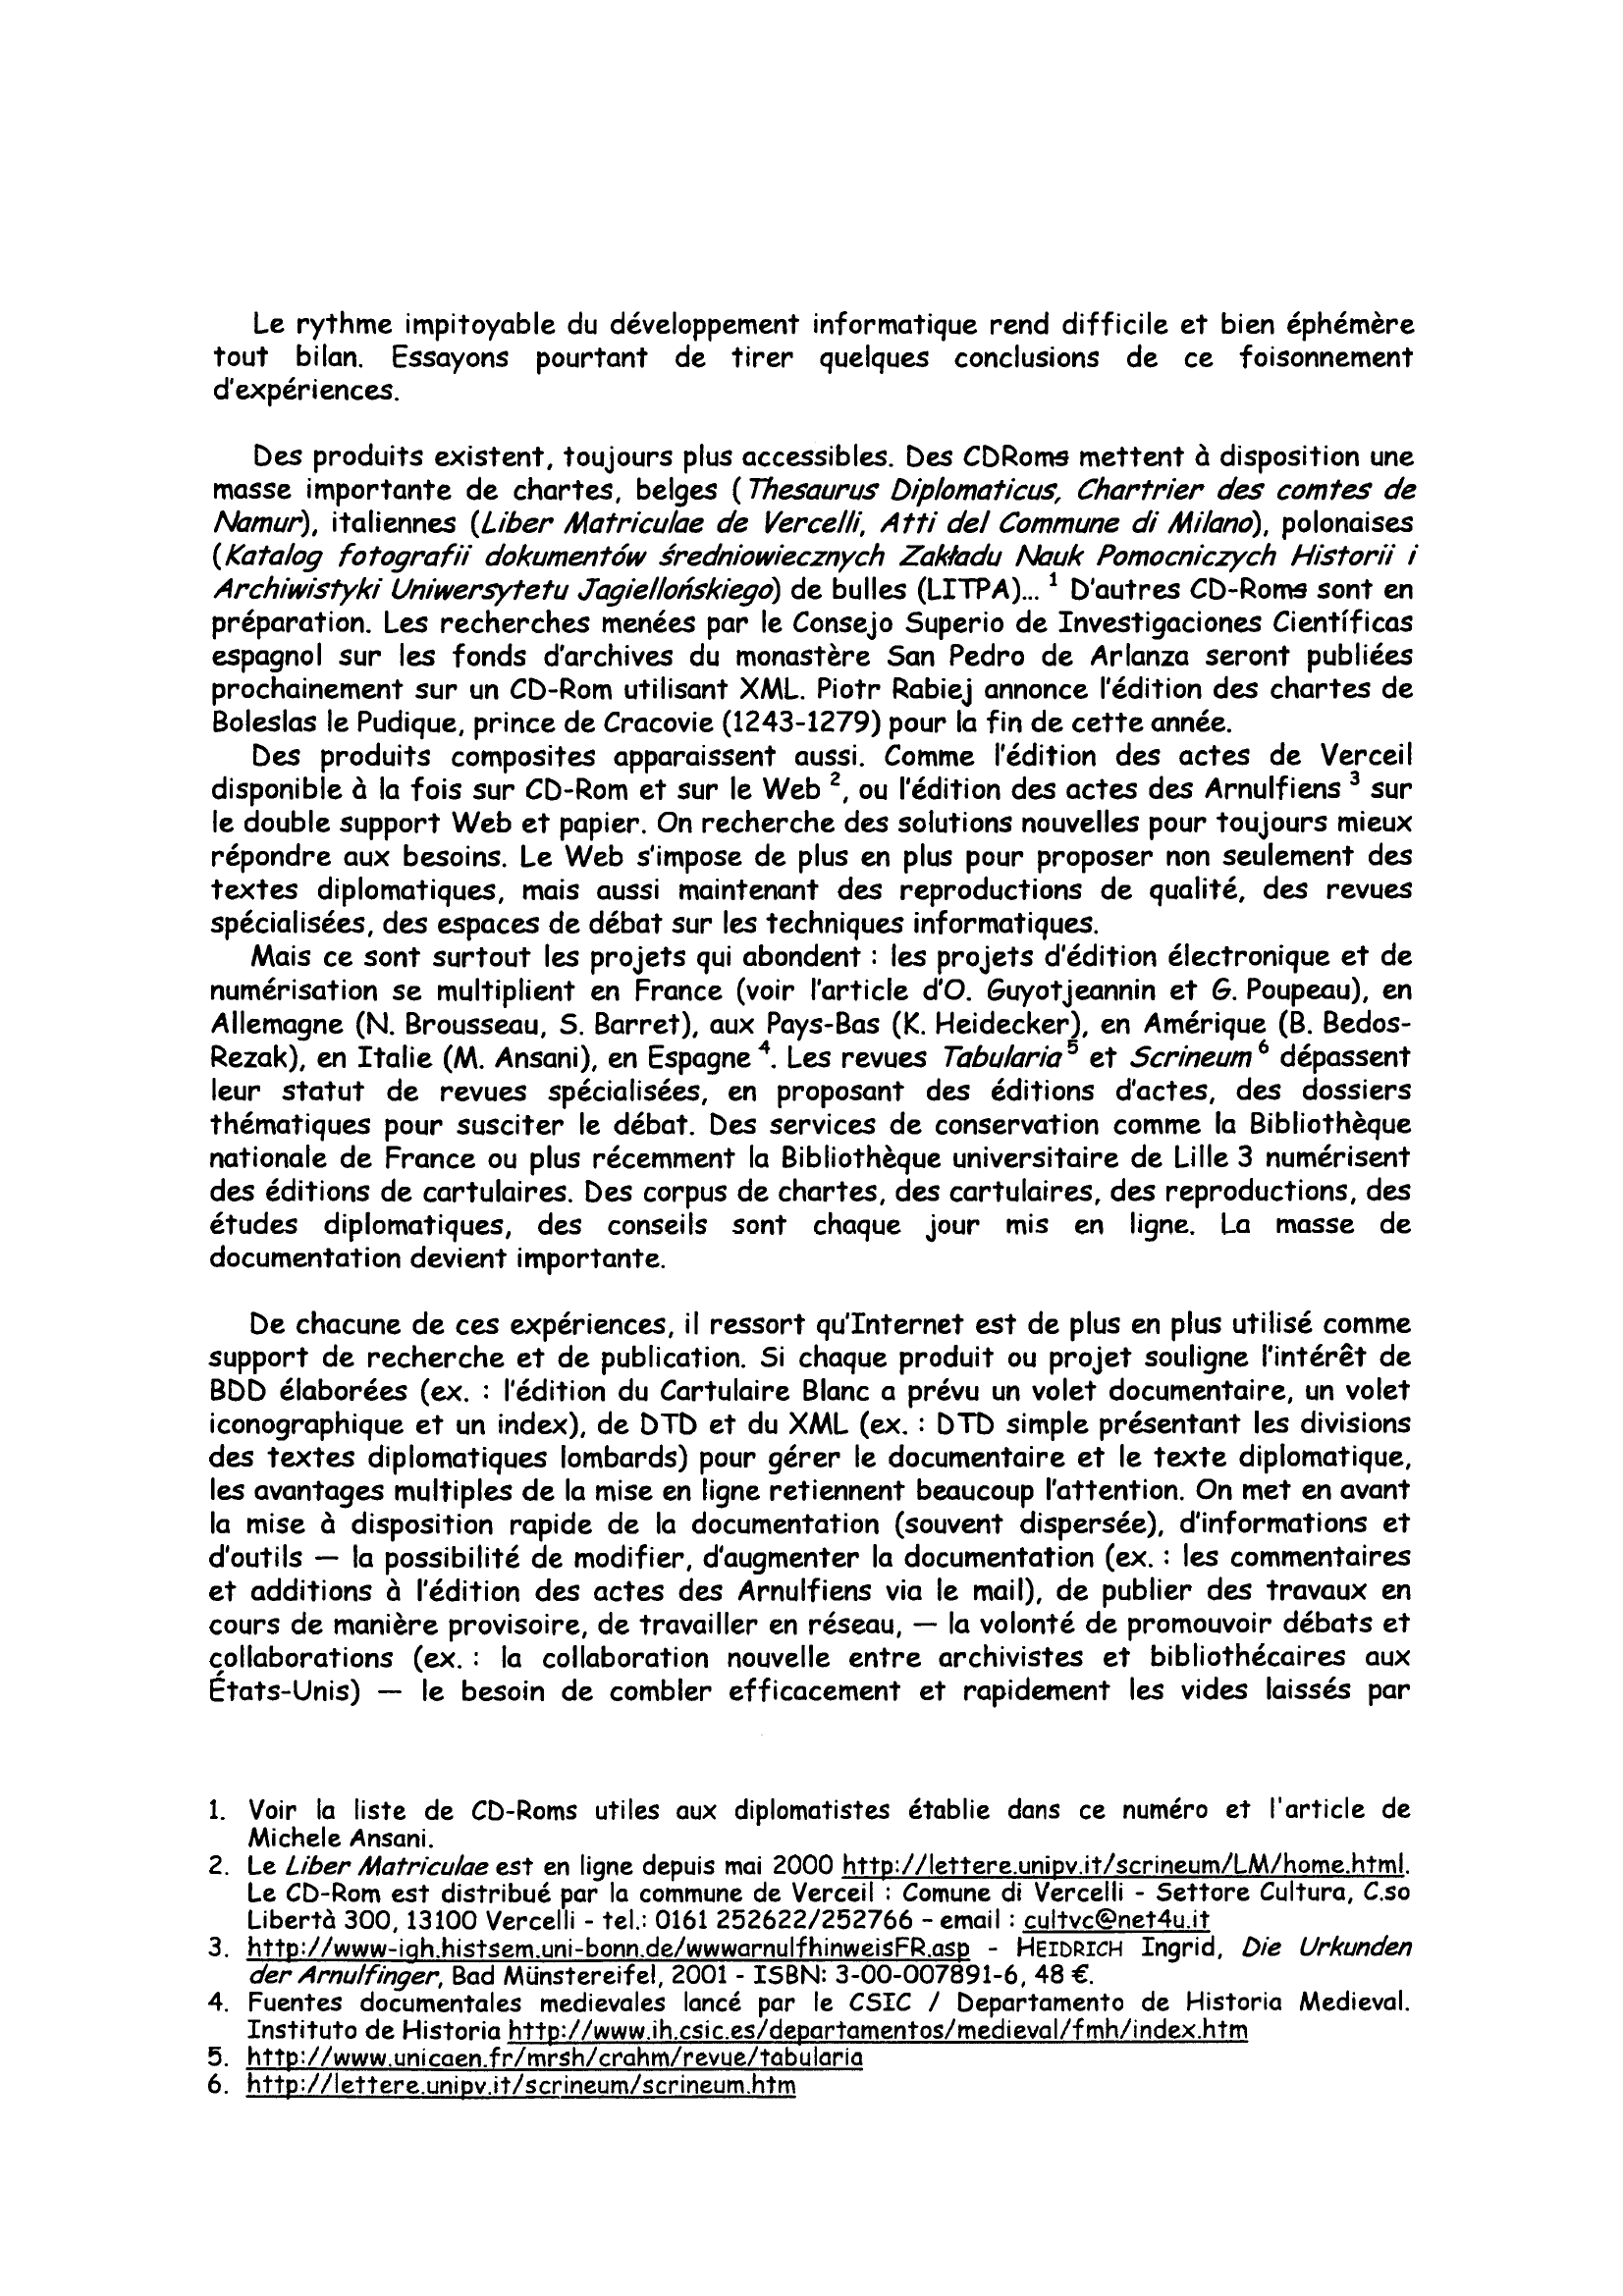 Le rythme impitoyable du développement informatique rend difficile et bien éphémère
tout bilan. Essayons pourtant de tirer quelques conclusions de ce foisonnement
d'expériences.
Des produits existent, toujours plus accessibles. Des CDRoms mettent à disposition une
masse importante de chartes, belges (Thesaurus Diplomaticus, Chartrier des comtes de
Namur), italiennes (Liber Matriculae de Vercelli, Atti del Commune di Milano), polonaises
(Katalog fotografii dokumentów średniowiecznych Zakładu Nauk Pomocniczych Historii i
Archiwistyki Uniwersytetu Jagiellońskiego) de bulles (LITPA)... 1 D'autres CD-Roms sont en
préparation. Les recherches menées par le Consejo Superio de Investigaciones Científicas
espagnol sur les fonds d'archives du monastère San Pedro de Arlanza seront publiées
prochainement sur un CD-Rom utilisant XML. Piotr Rabiej annonce l'édition des chartes de
Boleslas le Pudique, prince de Cracovie (1243-1279) pour la fin de cette année.
Des produits composites apparaissent aussi. Comme l'édition des actes de Verceil
disponible à la fois sur CD-Rom et sur le Web 2, ou l'édition des actes des Arnulfiens 3 sur
le double support Web et papier. On recherche des solutions nouvelles pour toujours mieux
répondre aux besoins. Le Web s'impose de plus en plus pour proposer non seulement des
textes diplomatiques, mais aussi maintenant des reproductions de qualité, des revues
spécialisées, des espaces de débat sur les techniques informatiques.
Mais ce sont surtout les projets qui abondent : les projets d'édition électronique et de
numérisation se multiplient en France (voir l'article d'O. Guyotjeannin et G. Poupeau), en
Allemagne (N. Brousseau, S. Barret), aux Pays-Bas (K. Heidecker), en Amérique (B. Bedos-
Rezak), en Italie (M. Ansani), en Espagne 4. Les revues Tabularia 5 et Scrineum 6 dépassent
leur statut de revues spécialisées, en proposant des éditions d'actes, des dossiers
thématiques pour susciter le débat. Des services de conservation comme la Bibliothèque
nationale de France ou plus récemment la Bibliothèque universitaire de Lille 3 numérisent
des éditions de cartulaires. Des corpus de chartes, des cartulaires, des reproductions, des
études diplomatiques, des conseils sont chaque jour mis en ligne. La masse de
documentation devient importante.
De chacune de ces expériences, il ressort qu'Internet est de plus en plus utilisé comme
support de recherche et de publication. Si chaque produit ou projet souligne l'intérêt de
BDD élaborées (ex. : l'édition du Cartulaire Blanc a prévu un volet documentaire, un volet
iconographique et un index), de DTD et du XML (ex. : DTD simple présentant les divisions
des textes diplomatiques lombards) pour gérer le documentaire et le texte diplomatique,
les avantages multiples de la mise en ligne retiennent beaucoup l'attention. On met en avant
la mise à disposition rapide de la documentation (souvent dispersée), d'informations et
d'outils — la possibilité de modifier, d'augmenter la documentation (ex. : les commentaires
et additions à l'édition des actes des Arnulfiens via le mail), de publier des travaux en
cours de manière provisoire, de travailler en réseau, — la volonté de promouvoir débats et
collaborations (ex. : la collaboration nouvelle entre archivistes et bibliothécaires aux
États-Unis) — le besoin de combler efficacement et rapidement les vides laissés par
1. Voir la liste de CD-Roms utiles aux diplomatistes établie dans ce numéro et l'article de
Michele Ansani.
2. Le Liber Matriculae est en ligne depuis mai 2000 http://lettere.unipv.it/scrineum/LM/home.html.
Le CD-Rom est distribué par la commune de Verceil : Comune di Vercelli - Settore Cultura, C.so
Libertà 300, 13100 Vercelli - tel.: 0161 252622/252766 - email : cultvc@net4u.it
3. http://www-igh.histsem.uni-bonn.de/wwwarnulfhinweisFR.asp - HEIDRICH Ingrid, Die Urkunden
der Arnulfinger, Bad Münstereifel, 2001 - ISBN: 3-00-007891-6, 48 €.
4. Fuentes documentales medievales lancé par le CSIC / Departamento de Historia Medieval.
Instituto de Historia http://www.ih.csic.es/departamentos/medieval/fmh/index.htm
5. http://www.unicaen.fr/mrsh/crahm/revue/tabularia
6. http://lettere.unipv.it/scrineum/scrineum.htm